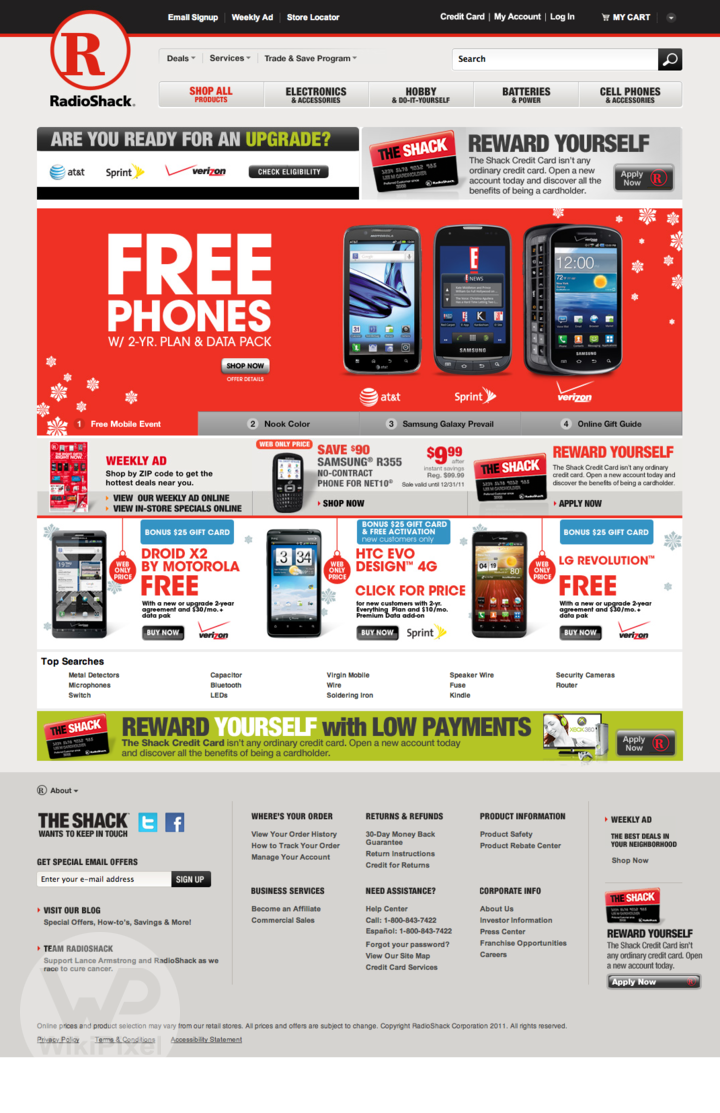 Email Signup | Weekly Ad | Store Locator
Credit Card | My Account | Log In
MY CART
R
RadioShack.
Deals
Services
Trade & Save Program
Search
SHOP ALL
PRODUCTS
ELECTRONICS
& ACCESSORIES
HOBBY
& DO-IT-YOURSELF
BATTERIES
& POWER
CELL PHONES
& ACCESSORIES
ARE YOU READY FOR AN UPGRADE?
at&t
Sprint
verizon
CHECK ELIGIBILITY
THE SHACK
RadioShack
REWARD YOURSELF
The Shack Credit Card isn't any
ordinary credit card. Open a new
account today and discover all the
benefits of being a cardholder.
Apply
Now
R
FREE
PHONES
W/ 2-YR. PLAN & DATA PACK
SHOP NOW
OFFER DETAILS
E
NEWS
SAMSUNG
12:00
72°
SAMSUNG
at&t
Sprint
verizon
1 Free Mobile Event
2 Nook Color
3 Samsung Galaxy Prevail
4 Online Gift Guide
WEEKLY AD
Shop by ZIP code to get the
hottest deals near you.
VIEW OUR WEEKLY AD ONLINE
VIEW IN-STORE SPECIALS ONLINE
WEB ONLY PRICE
SAVE $90
SAMSUNG® R355
NO-CONTRACT
PHONE FOR NET10®
SHOP NOW
$9.99
after
instant savings
Reg. $99.99
Sale valid until 12/31/11
THE SHACK
REWARD YOURSELF
The Shack Credit Card isn't any ordinary
credit card. Open a new account today and
discover the benefits of being a cardholder.
APPLY NOW
BONUS $25 GIFT CARD
WEB
ONLY
PRICE
DROID X2
BY MOTOROLA
FREE
With a new or upgrade 2-year
agreement and $30/mo. +
data pak
BUY NOW
verizon
BONUS $25 GIFT CARD
& FREE ACTIVATION
new customers only
3 34
WEB
ONLY
PRICE
HTC EVO
DESIGN™ 4G
CLICK FOR PRICE
for new customers with 2-yr.
Everything Plan and $10/mo.
Premium Data add-on
BUY NOW
Sprint
BONUS $25 GIFT CARD
04 19
80°
WEB
ONLY
PRICE
LG REVOLUTION™
FREE
With a new or upgrade 2-year
agreement and $30/mo. +
data pak
BUY NOW
verizon
Top Searches
Metal Detectors
Microphones
Switch
Capacitor
Bluetooth
LEDs
Virgin Mobile
Wire
Soldering Iron
Speaker Wire
Fuse
Kindle
Security Cameras
Router
THE SHACK
REWARD YOURSELF with LOW PAYMENTS
The Shack Credit Card isn't any ordinary credit card. Open a new account today
and discover all the benefits of being a cardholder.
XBOX 360
Apply
Now
R
R About
THE SHACK
WANTS TO KEEP IN TOUCH
GET SPECIAL EMAIL OFFERS
Enter your e-mail address
SIGN UP
VISIT OUR BLOG
Special Offers, How-to's, Savings & More!
TEAM RADIOSHACK
Support Lance Armstrong and RadioShack as we
race to cure cancer.
WHERE'S YOUR ORDER
View Your Order History
How to Track Your Order
Manage Your Account
BUSINESS SERVICES
Become an Affiliate
Commercial Sales
RETURNS & REFUNDS
30-Day Money Back
Guarantee
Return Instructions
Credit for Returns
NEED ASSISTANCE?
Help Center
Call: 1-800-843-7422
Español: 1-800-843-7422
Forgot your password?
View Our Site Map
Credit Card Services
PRODUCT INFORMATION
Product Safety
Product Rebate Center
CORPORATE INFO
About Us
Investor Information
Press Center
Franchise Opportunities
Careers
WEEKLY AD
THE BEST DEALS IN
YOUR NEIGHBORHOOD
Shop Now
THE SHACK
REWARD YOURSELF
The Shack Credit Card isn't
any ordinary credit card. Open
a new account today.
Apply Now
Online prices and product selection may vary from our retail stores. All prices and offers are subject to change. Copyright RadioShack Corporation 2011. All rights reserved.
Privacy Policy
Terms & Conditions
Accessibility Statement
WikiPixel